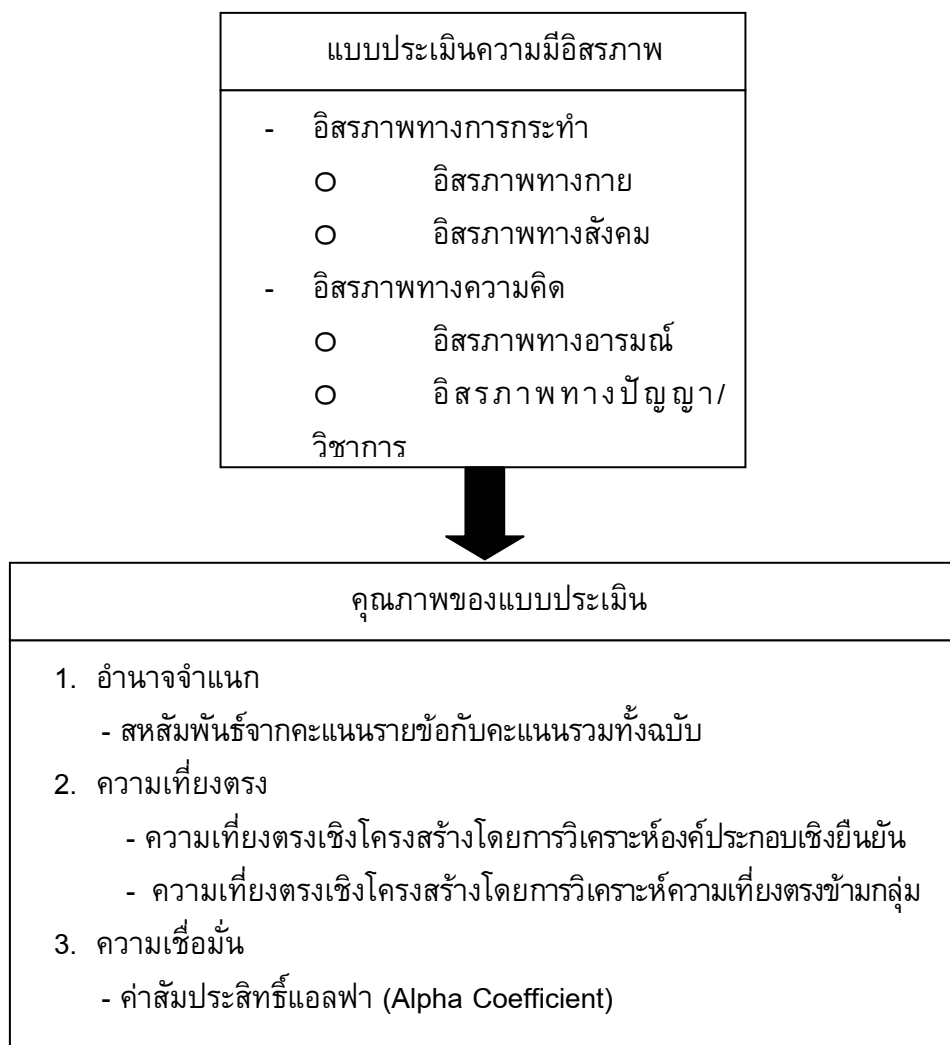 แบบประเมินความมีอิสรภาพ
- อิสรภาพทางการกระทำ
o อิสรภาพทางกาย
o อิสรภาพทางสังคม
- อิสรภาพทางความคิด
o อิสรภาพทางอารมณ์
o อิสรภาพทางปัญญา/
วิชาการ
คุณภาพของแบบประเมิน
1. อำนาจจำแนก
- สหสัมพันธ์จากคะแนนรายข้อกับคะแนนรวมทั้งฉบับ
2. ความเที่ยงตรง
- ความเที่ยงตรงเชิงโครงสร้างโดยการวิเคราะห์องค์ประกอบเชิงยืนยัน
- ความเที่ยงตรงเชิงโครงสร้างโดยการวิเคราะห์ความเที่ยงตรงข้ามกลุ่ม
3. ความเชื่อมั่น
- ค่าสัมประสิทธิ์แอลฟา (Alpha Coefficient)